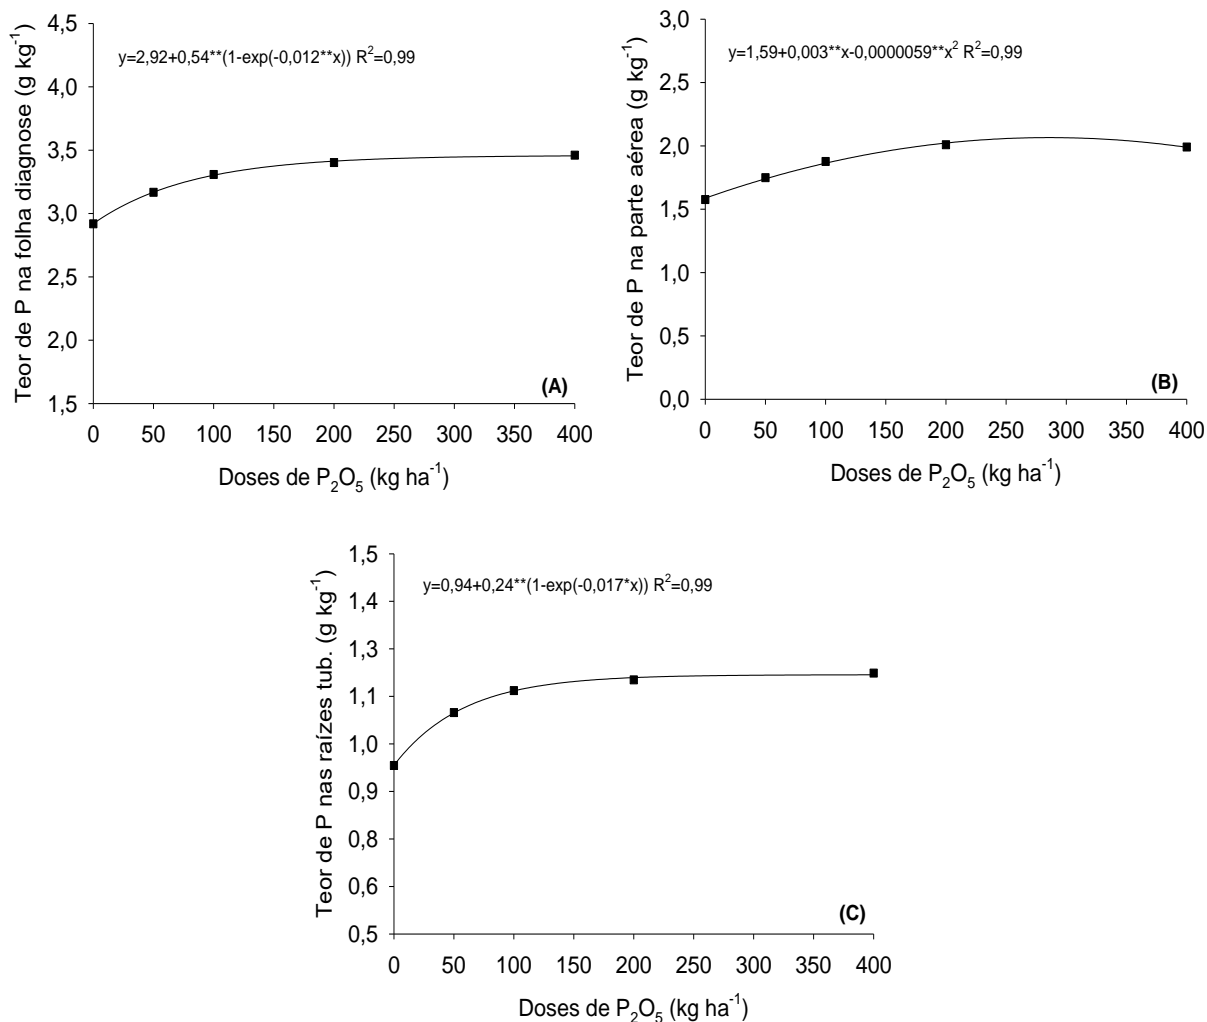 4,5
y=2,92+0,54**(1-exp(-0,012**x)) R²=0,99
4,0
3,5
3,0
2,5
2,0
1,5
Teor de P na folha diagnose (g kg⁻¹)
(A)
0 50 100 150 200 250 300 350 400
Doses de P₂O₅ (kg ha⁻¹)
3,0
y=1,59+0,003**x-0,0000059**x² R²=0,99
2,5
2,0
1,5
1,0
0,5
0,0
Teor de P na parte aérea (g kg⁻¹)
(B)
0 50 100 150 200 250 300 350 400
Doses de P₂O₅ (kg ha⁻¹)
1,5
y=0,94+0,24**(1-exp(-0,017*x)) R²=0,99
1,4
1,3
1,1
1,0
0,9
0,8
0,6
0,5
Teor de P nas raízes tub. (g kg⁻¹)
(C)
0 50 100 150 200 250 300 350 400
Doses de P₂O₅ (kg ha⁻¹)